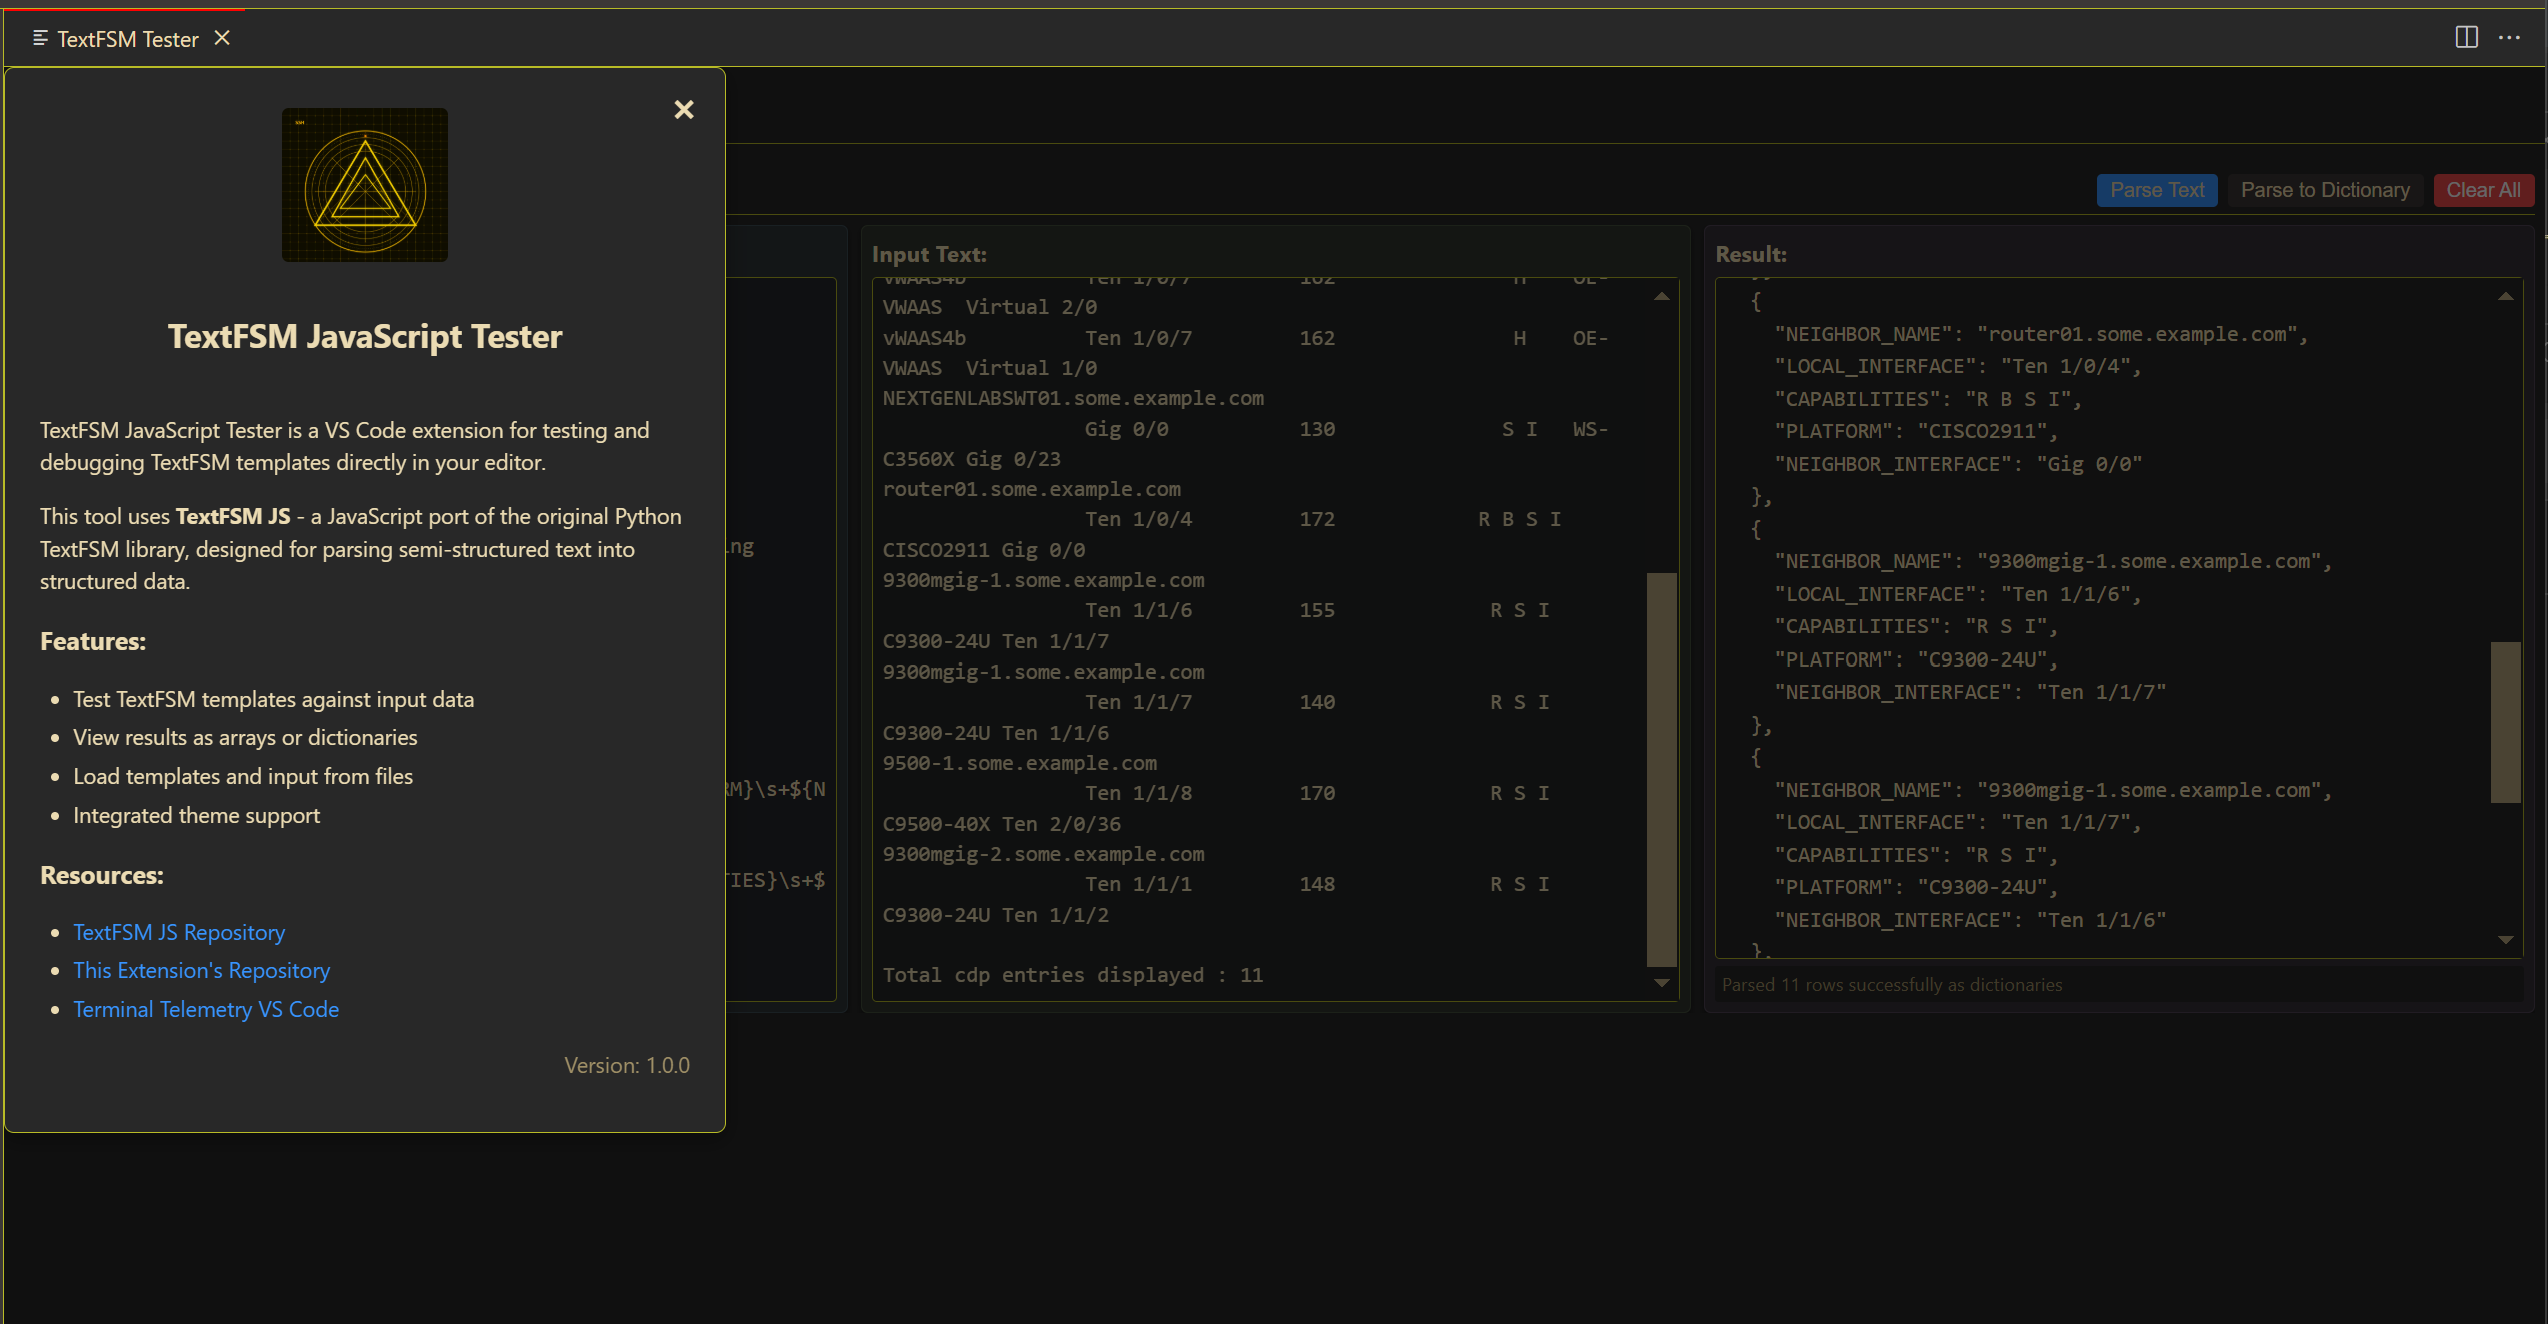 TextFSM Tester
TextFSM JavaScript Tester
TextFSM JavaScript Tester is a VS Code extension for testing and
debugging TextFSM templates directly in your editor.
This tool uses TextFSM JS - a JavaScript port of the original Python
TextFSM library, designed for parsing semi-structured text into
structured data.
Features:
Test TextFSM templates against input data
View results as arrays or dictionaries
Load templates and input from files
Integrated theme support
Resources:
TextFSM JS Repository
This Extension's Repository
Terminal Telemetry VS Code
Version: 1.0.0
Parse Text Parse to Dictionary Clear All
ng
RM}\s+${N
TIES}\s+$
Input Text:
vWAAS4b Ten 1/0/7 162 H OE-
VWAAS Virtual 2/0
vWAAS4b Ten 1/0/7 162 H OE-
VWAAS Virtual 1/0
NEXTGENLABSWT01.some.example.com
Gig 0/0 130 S I WS-
C3560X Gig 0/23
router01.some.example.com
Ten 1/0/4 172 R B S I
CISCO2911 Gig 0/0
9300mgig-1.some.example.com
Ten 1/1/6 155 R S I
C9300-24U Ten 1/1/7
9300mgig-1.some.example.com
Ten 1/1/7 140 R S I
C9300-24U Ten 1/1/6
9500-1.some.example.com
Ten 1/1/8 170 R S I
C9500-40X Ten 2/0/36
9300mgig-2.some.example.com
Ten 1/1/1 148 R S I
C9300-24U Ten 1/1/2
Total cdp entries displayed : 11
Result:
},
{
"NEIGHBOR_NAME": "router01.some.example.com",
"LOCAL_INTERFACE": "Ten 1/0/4",
"CAPABILITIES": "R B S I",
"PLATFORM": "CISCO2911",
"NEIGHBOR_INTERFACE": "Gig 0/0"
},
{
"NEIGHBOR_NAME": "9300mgig-1.some.example.com",
"LOCAL_INTERFACE": "Ten 1/1/6",
"CAPABILITIES": "R S I",
"PLATFORM": "C9300-24U",
"NEIGHBOR_INTERFACE": "Ten 1/1/7"
},
{
"NEIGHBOR_NAME": "9300mgig-1.some.example.com",
"LOCAL_INTERFACE": "Ten 1/1/7",
"CAPABILITIES": "R S I",
"PLATFORM": "C9300-24U",
"NEIGHBOR_INTERFACE": "Ten 1/1/6"
},
Parsed 11 rows successfully as dictionaries